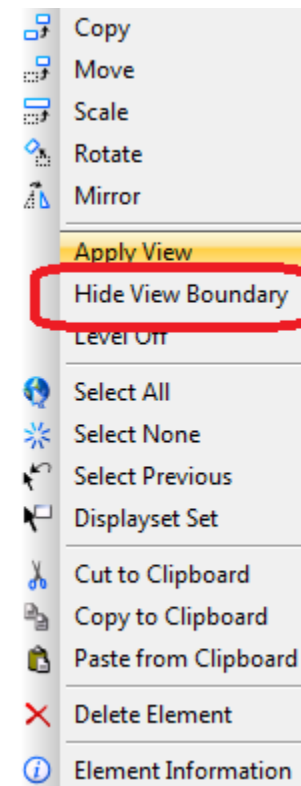 Copy
Move
Scale
Rotate
Mirror
Apply View
Hide View Boundary
Level Off
Select All
Select None
Select Previous
Displayset Set
Cut to Clipboard
Copy to Clipboard
Paste from Clipboard
Delete Element
Element Information